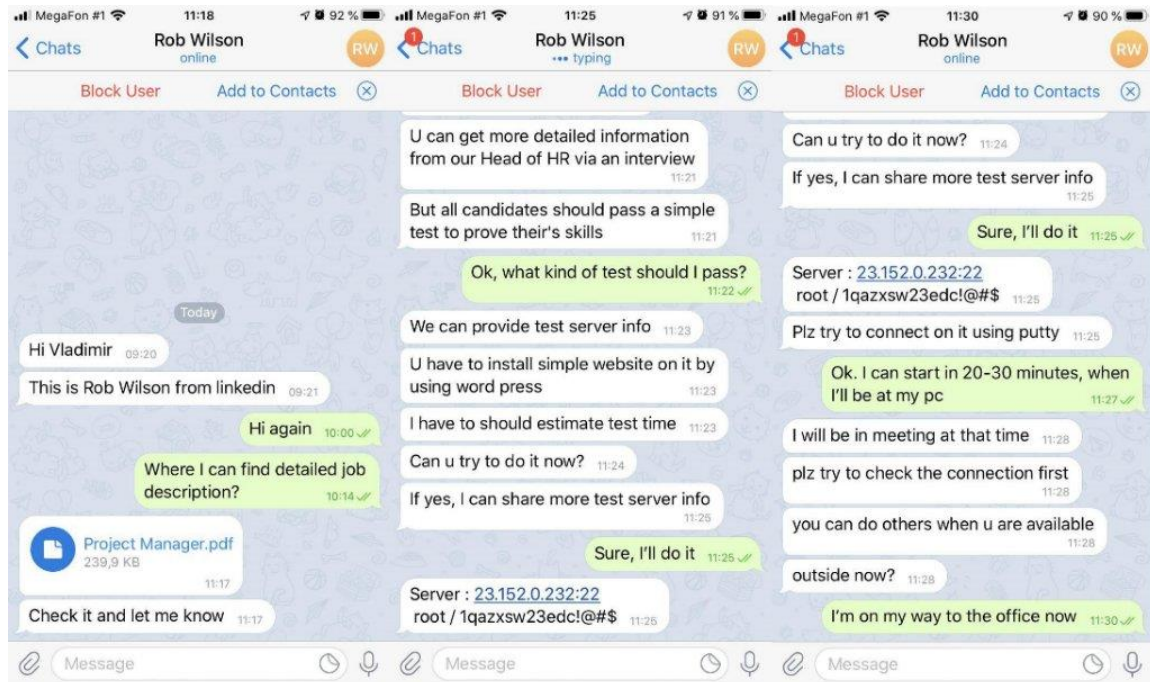 MegaFon #1
11:18
92 %
Chats
Rob Wilson
online
RW
Block User
Add to Contacts
Today
Hi Vladimir 09:20
This is Rob Wilson from linkedin 09:21
Hi again 10:00
Where I can find detailed job
description? 10:14
Project Manager.pdf
239,9 KB
11:17
Check it and let me know 11:17
Message
MegaFon #1
11:25
91 %
1
Chats
Rob Wilson
typing
RW
Block User
Add to Contacts
U can get more detailed information
from our Head of HR via an interview
11:21
But all candidates should pass a simple
test to prove their's skills 11:21
Ok, what kind of test should I pass?
11:22
We can provide test server info 11:23
U have to install simple website on it by
using word press 11:23
I have to should estimate test time 11:23
Can u try to do it now? 11:24
If yes, I can share more test server info
11:25
Sure, I'll do it 11:25
Server : 23.152.0.232:22
root / 1qazxsw23edc!@#$ 11:25
Message
MegaFon #1
11:30
90 %
1
Chats
Rob Wilson
online
RW
Block User
Add to Contacts
Can u try to do it now? 11:24
If yes, I can share more test server info
11:25
Sure, I'll do it 11:25
Server : 23.152.0.232:22
root / 1qazxsw23edc!@#$ 11:25
Plz try to connect on it using putty 11:25
Ok. I can start in 20-30 minutes, when
I'll be at my pc 11:27
I will be in meeting at that time 11:28
plz try to check the connection first
11:28
you can do others when u are available
11:28
outside now? 11:28
I'm on my way to the office now 11:30
Message